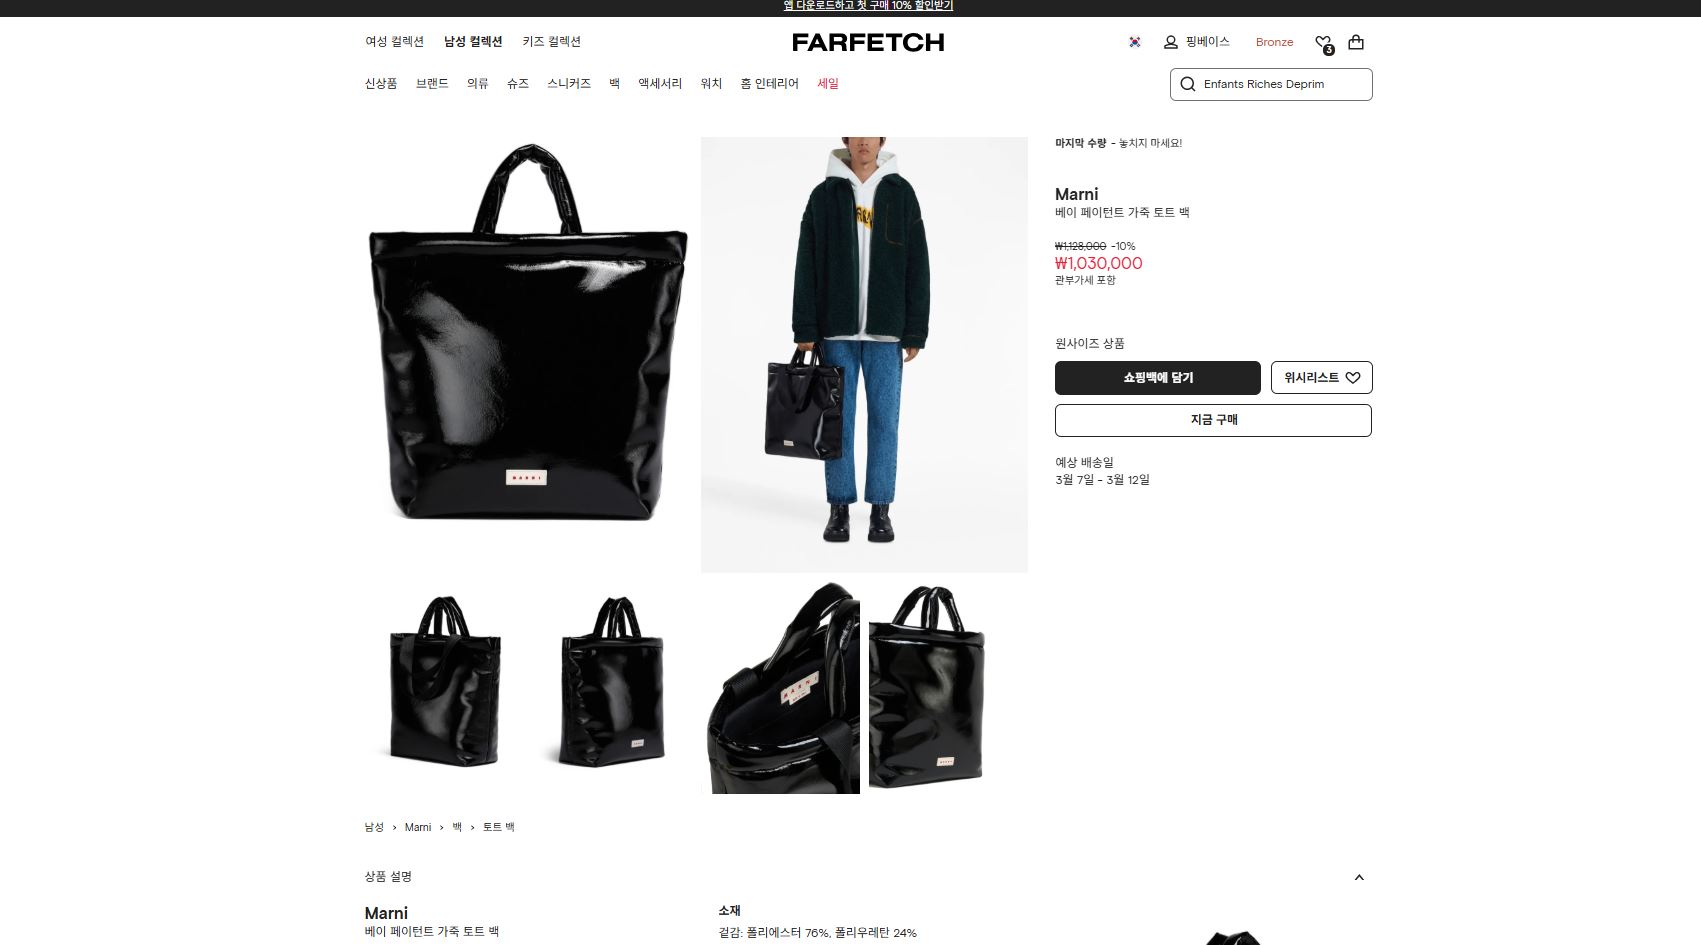 앱 다운로드하고 첫 구매 10% 할인받기
여성 컬렉션 남성 컬렉션 키즈 컬렉션
FARFETCH
핑베이스 Bronze 3
신상품 브랜드 의류 슈즈 스니커즈 백 액세서리 워치 홈 인테리어 세일
Enfants Riches Deprim
마지막 수량 - 놓치지 마세요!
Marni
베이 페이턴트 가죽 토트 백
₩1,128,000 -10%
₩1,030,000
관부가세 포함
원사이즈 상품
쇼핑백에 담기 위시리스트
지금 구매
예상 배송일
3월 7일 - 3월 12일
MARNI
MARNI
남성 > Marni > 백 > 토트 백
상품 설명
Marni
베이 페이턴트 가죽 토트 백
소재
겉감: 폴리에스터 76%, 폴리우레탄 24%